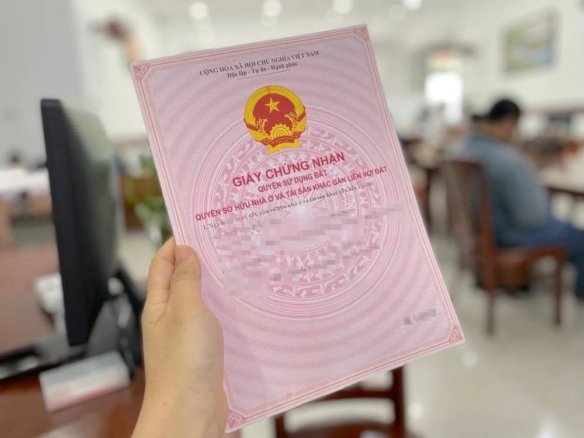 CỘNG HÒA XÃ HỘI CHỦ NGHĨA VIỆT NAM
Độc lập - Tự do - Hạnh phúc
GIẤY CHỨNG NHẬN
QUYỀN SỬ DỤNG ĐẤT
QUYỀN SỞ HỮU NHÀ Ở VÀ TÀI SẢN KHÁC GẮN LIỀN VỚI ĐẤT